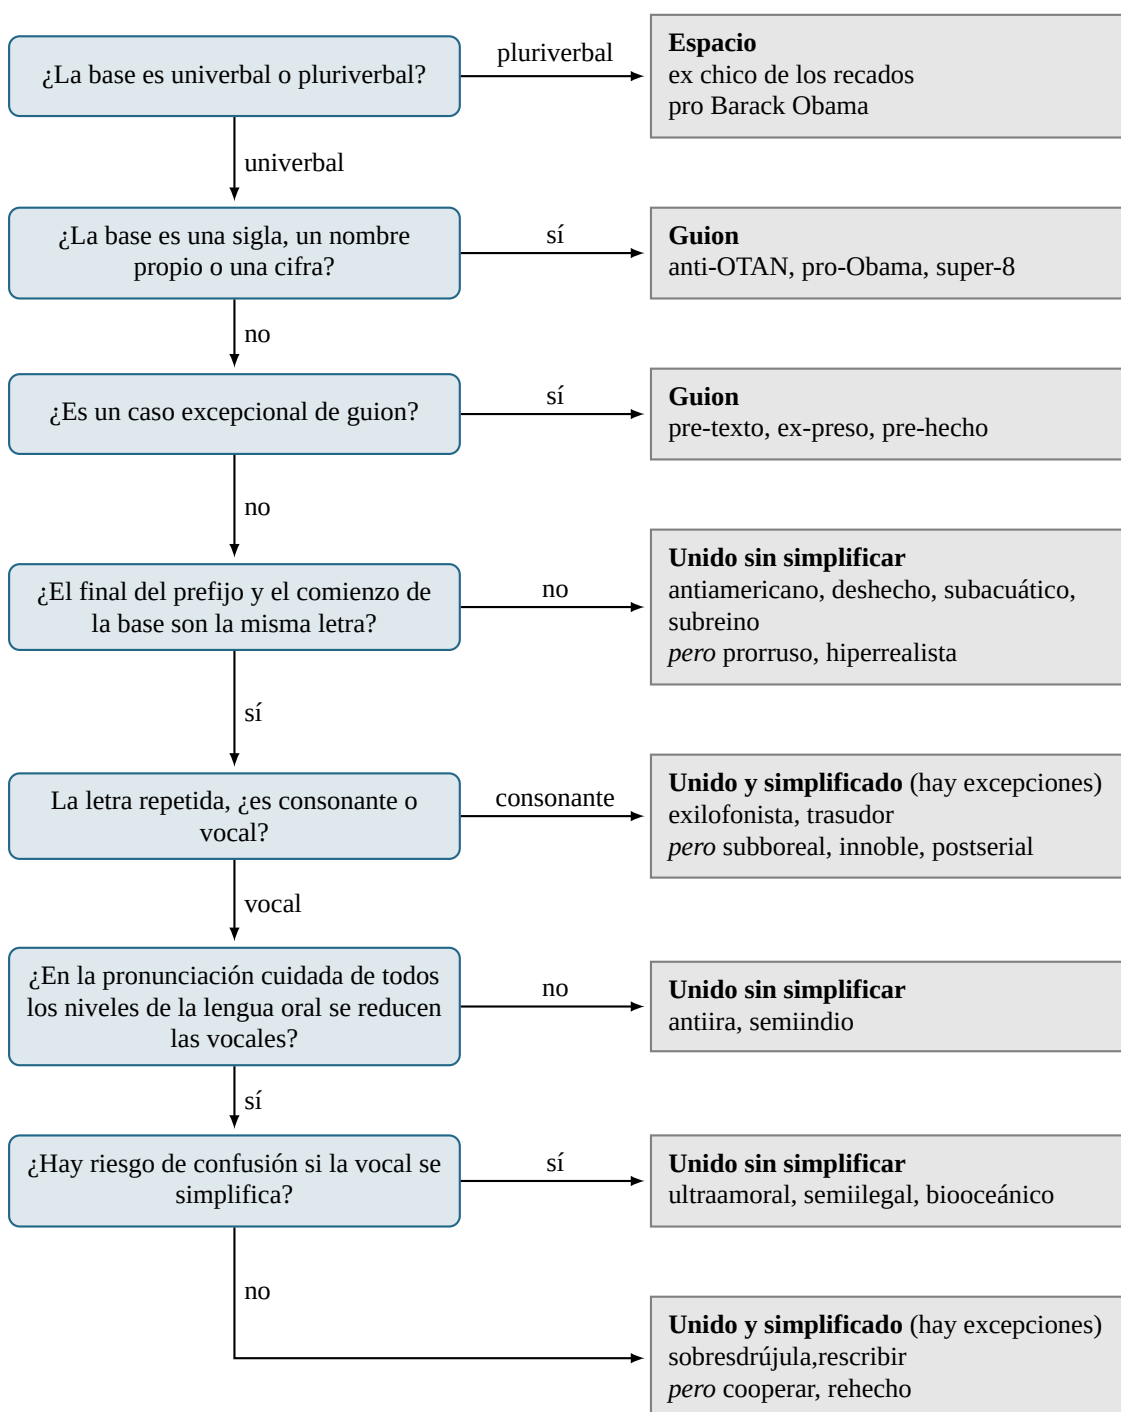 ¿La base es univerbal o pluriverbal?
pluriverbal
Espacio
ex chico de los recados
pro Barack Obama
univerbal
¿La base es una sigla, un nombre
propio o una cifra?
sí
Guion
anti-OTAN, pro-Obama, super-8
no
¿Es un caso excepcional de guion?
sí
Guion
pre-texto, ex-preso, pre-hecho
no
¿El final del prefijo y el comienzo de
la base son la misma letra?
no
Unido sin simplificar
antiamericano, deshecho, subacuático,
subreino
pero prorruso, hiperrealista
sí
La letra repetida, ¿es consonante o
vocal?
consonante
Unido y simplificado (hay excepciones)
exilofonista, trasudor
pero subboreal, innoble, postserial
vocal
¿En la pronunciación cuidada de todos
los niveles de la lengua oral se reducen
las vocales?
no
Unido sin simplificar
antiira, semiindio
sí
¿Hay riesgo de confusión si la vocal se
simplifica?
sí
Unido sin simplificar
ultraamoral, semiilegal, biooceánico
no
Unido y simplificado (hay excepciones)
sobresdrújula,rescribir
pero cooperar, rehecho